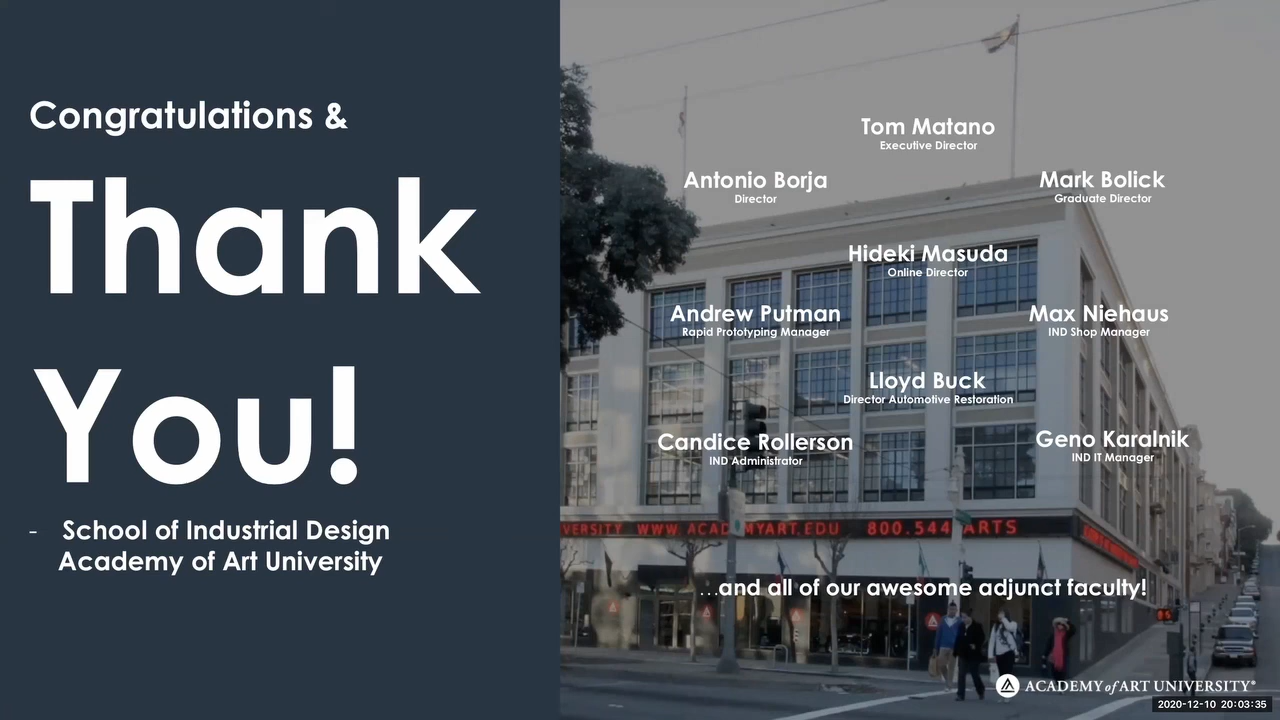 Congratulations &
Thank
You!
- School of Industrial Design
Academy of Art University
Tom Matano
Executive Director
Antonio Borja
Director
Mark Bolick
Graduate Director
Hideki Masuda
Online Director
Andrew Putman
Rapid Prototyping Manager
Max Niehaus
IND Shop Manager
Lloyd Buck
Director Automotive Restoration
Candice Rollerson
IND Administrator
Geno Karalnik
IND IT Manager
VERSITY WWW.ACADEMYART.EDU 800.544 ARTS
...and all of our awesome adjunct faculty!
ACADEMY of ART UNIVERSITY®
2020-12-10 20:03:35